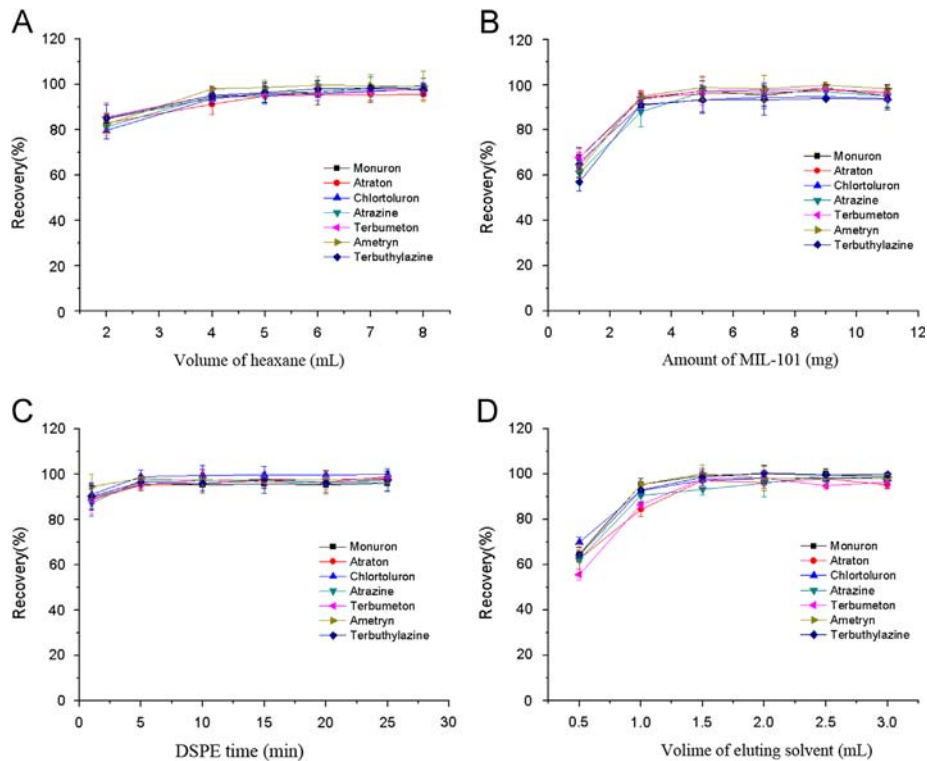 A
120
100
80
60
40
20
0
Recovery(%)
Monuron
Atraton
Chlortoluron
Atrazine
Terbumeton
Ametryn
Terbuthylazine
2 3 4 5 6 7 8
Volume of heaxane (mL)
B
120
100
80
60
40
20
0
Recovery(%)
Monuron
Atraton
Chlortoluron
Atrazine
Terbumeton
Ametryn
Terbuthylazine
0 2 4 6 8 10 12
Amount of MIL-101 (mg)
C
120
100
80
60
40
20
0
Recovery(%)
Monuron
Atraton
Chlortoluron
Atrazine
Terbumeton
Ametryn
Terbuthylazine
0 5 10 15 20 25 30
DSPE time (min)
D
120
100
80
60
40
20
0
Recovery(%)
Monuron
Atraton
Chlortoluron
Atrazine
Terbumeton
Ametryn
Terbuthylazine
0.5 1.0 1.5 2.0 2.5 3.0
Volime of eluting solvent (mL)